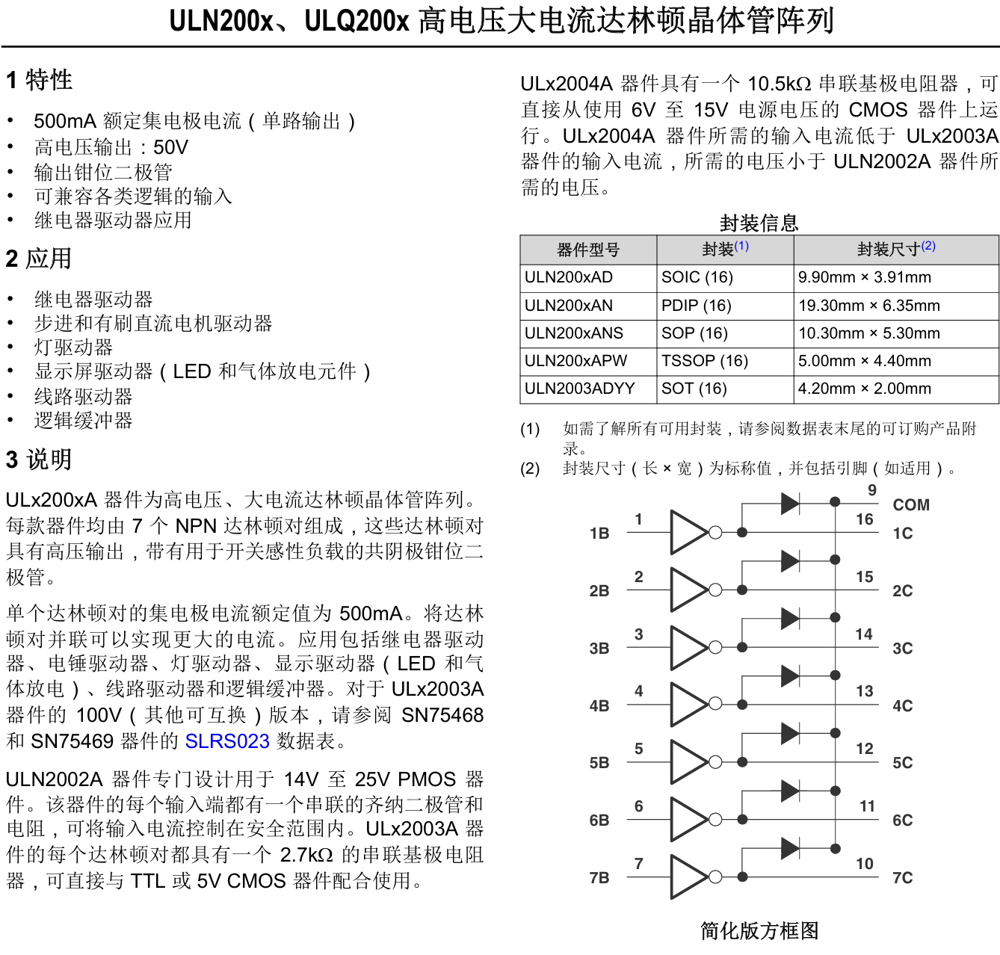 ULN200x、ULQ200x 高电压大电流达林顿晶体管阵列
1 特性
• 500mA 额定集电极电流（单路输出）
• 高电压输出：50V
• 输出钳位二极管
• 可兼容各类逻辑的输入
• 继电器驱动器应用
2 应用
• 继电器驱动器
• 步进和有刷直流电机驱动器
• 灯驱动器
• 显示屏驱动器（LED 和气体放电元件）
• 线路驱动器
• 逻辑缓冲器
3 说明
ULx200xA 器件为高电压、大电流达林顿晶体管阵列。
每款器件均由 7 个 NPN 达林顿对组成，这些达林顿对
具有高压输出，带有用于开关感性负载的共阴极钳位二
极管。
单个达林顿对的集电极电流额定值为 500mA。将达林
顿对并联可以实现更大的电流。应用包括继电器驱动
器、电锤驱动器、灯驱动器、显示驱动器（LED 和气
体放电）、线路驱动器和逻辑缓冲器。对于 ULx2003A
器件的 100V（其他可互换）版本，请参阅 SN75468
和 SN75469 器件的 SLRS023 数据表。
ULN2002A 器件专门设计用于 14V 至 25V PMOS 器
件。该器件的每个输入端都有一个串联的齐纳二极管和
电阻，可将输入电流控制在安全范围内。ULx2003A 器
件的每个达林顿对都具有一个 2.7kΩ 的串联基极电阻
器，可直接与 TTL 或 5V CMOS 器件配合使用。
ULx2004A 器件具有一个 10.5kΩ 串联基极电阻器，可
直接从使用 6V 至 15V 电源电压的 CMOS 器件上运
行。ULx2004A 器件所需的输入电流低于 ULx2003A
器件的输入电流，所需的电压小于 ULN2002A 器件所
需的电压。
封装信息
器件型号 封装(1) 封装尺寸(2)
ULN200xAD SOIC (16) 9.90mm × 3.91mm
ULN200xAN PDIP (16) 19.30mm × 6.35mm
ULN200xANS SOP (16) 10.30mm × 5.30mm
ULN200xAPW TSSOP (16) 5.00mm × 4.40mm
ULN2003ADYY SOT (16) 4.20mm × 2.00mm
(1) 如需了解所有可用封装，请参阅数据表末尾的可订购产品附
录。
(2) 封装尺寸（长 × 宽）为标称值，并包括引脚（如适用）。
9 COM
1B 1 16 1C
2B 2 15 2C
3B 3 14 3C
4B 4 13 4C
5B 5 12 5C
6B 6 11 6C
7B 7 10 7C
简化版方框图